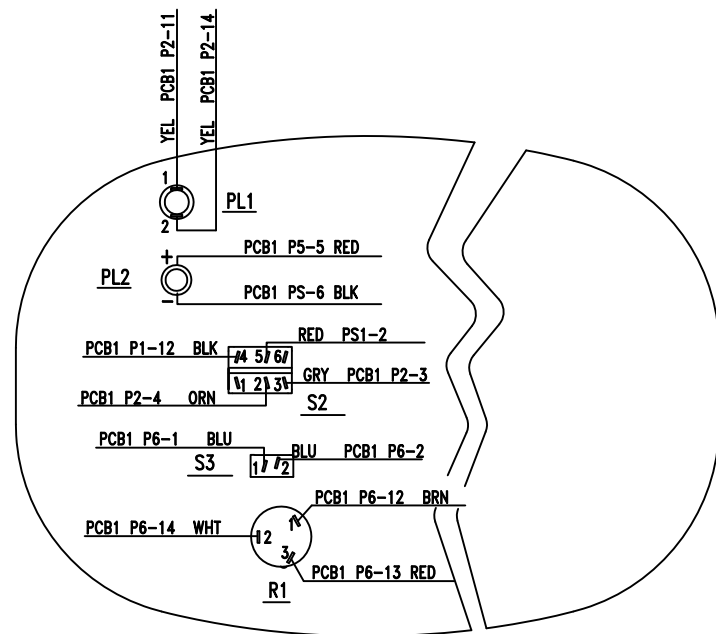 YEL PCB1 P2-11
YEL PCB1 P2-14
1
2
PL1
+
PL2
-
PCB1 P5-5 RED
PCB1 PS-6 BLK
RED PS1-2
PCB1 P1-12 BLK
4 5 6
1 2 3
GRY PCB1 P2-3
PCB1 P2-4 ORN
S2
PCB1 P6-1 BLU
S3
1 2
BLU PCB1 P6-2
PCB1 P6-12 BRN
1
PCB1 P6-14 WHT
2
3
PCB1 P6-13 RED
R1